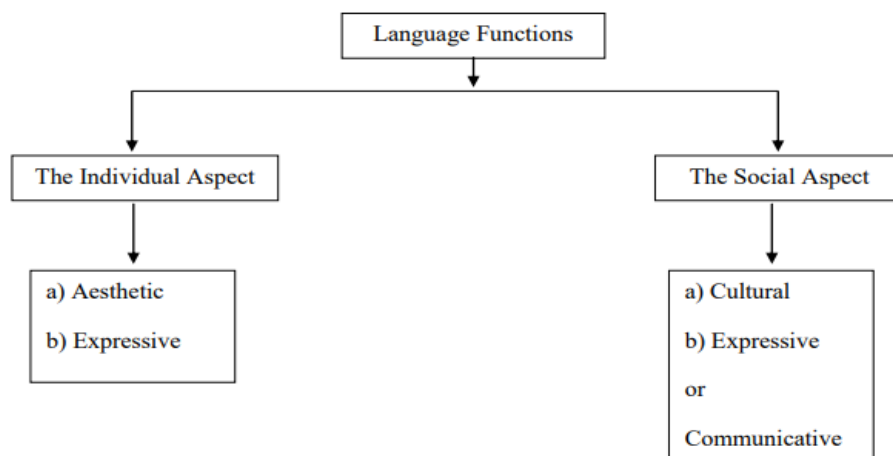 Language Functions
The Individual Aspect
The Social Aspect
a) Aesthetic
b) Expressive
a) Cultural
b) Expressive
or
Communicative